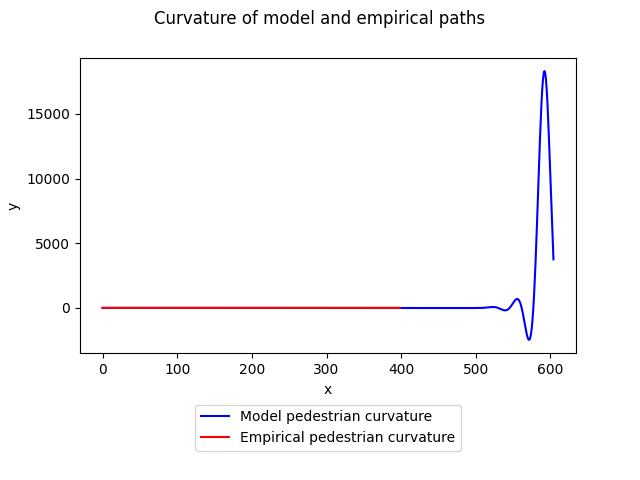 Curvature of model and empirical paths
y
15000
10000
5000
0
0 100 200 300 400 500 600
x
Model pedestrian curvature
Empirical pedestrian curvature